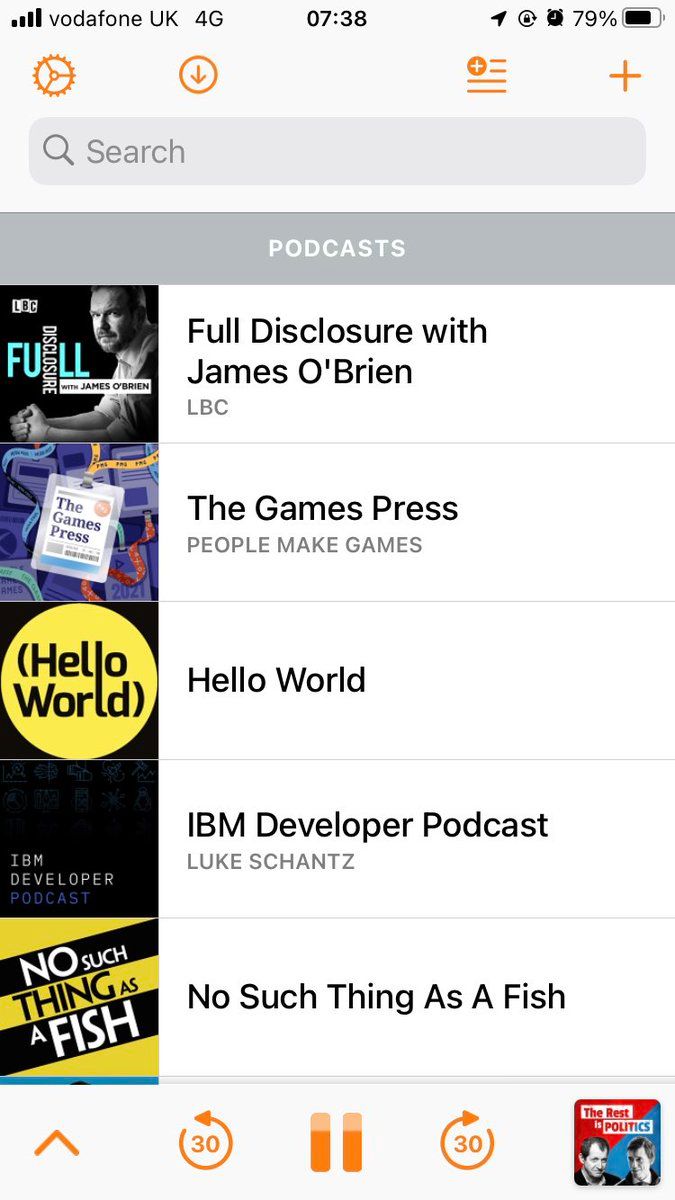 vodafone UK 4G 07:38 79%
Search
PODCASTS
LBC
FULL
DISCLOSURE
WITH JAMES O'BRIEN
Full Disclosure with
James O'Brien
LBC
PMG PMG PMG
The
Games
Press
2021
The Games Press
PEOPLE MAKE GAMES
(Hello
World)
Hello World
IBM
DEVELOPER
PODCAST
IBM Developer Podcast
LUKE SCHANTZ
NO SUCH
THING AS
A FISH
No Such Thing As A Fish
30
30
The Rest
is POLITICS